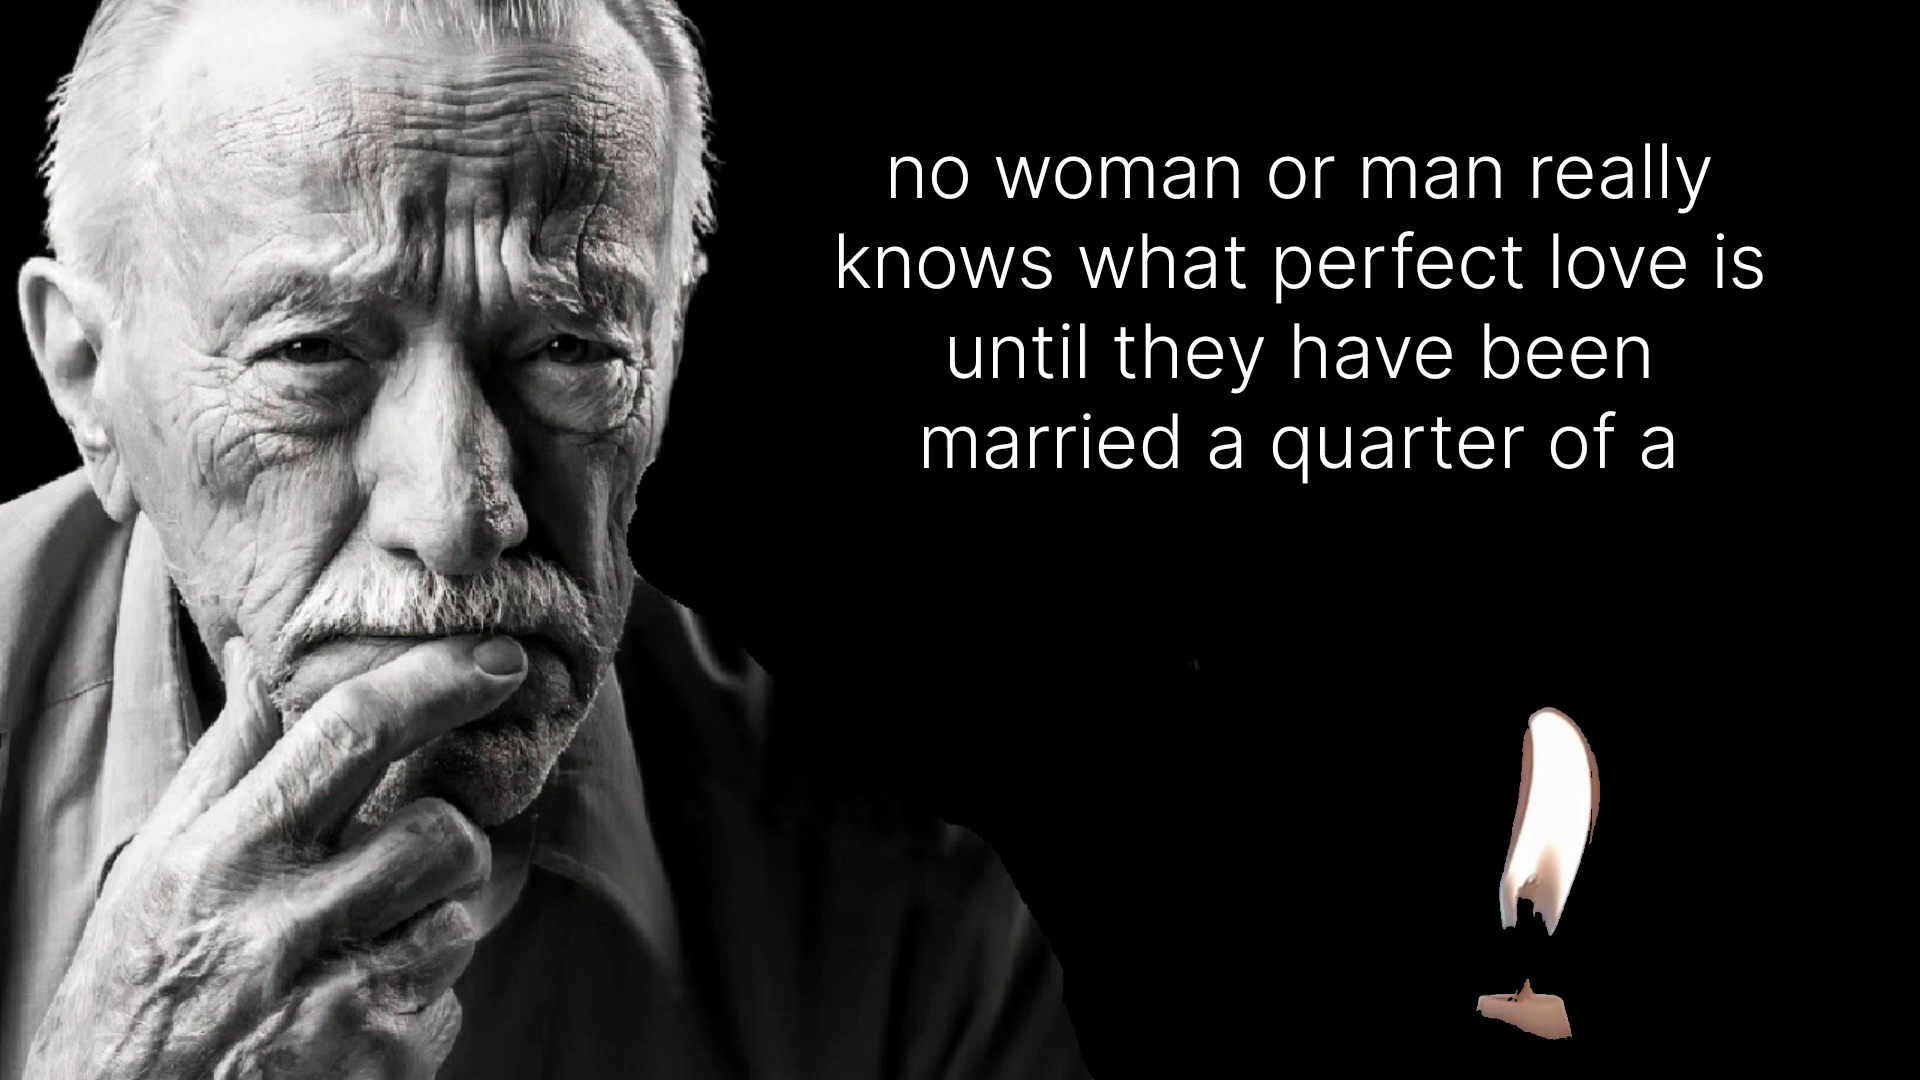 no woman or man really
knows what perfect love is
until they have been
married a quarter of a